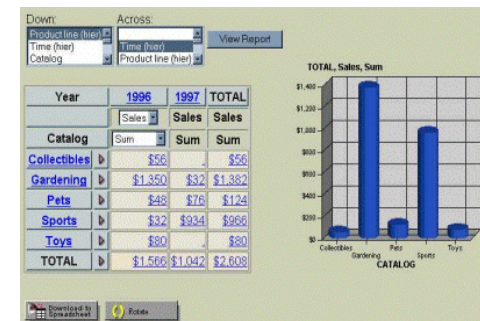 Down: Across:
Product line (hier)
Time (hier) Time (hier)
Catalog Product line (hier)
View Report
Year 1996 1997 TOTAL
Sales Sales Sales
Catalog Sum Sum Sum
Collectibles $56 . $56
Gardening $1,350 $32 $1,382
Pets $48 $76 $124
Sports $32 $934 $966
Toys $80 . $80
TOTAL $1,566 $1,042 $2,608
TOTAL, Sales, Sum
$1,400
$1,200
$1,000
$800
$600
$400
$200
$0
Collectibles Pets Toys
Gardening Sports
CATALOG
Download to
Spreadsheet
Rotate